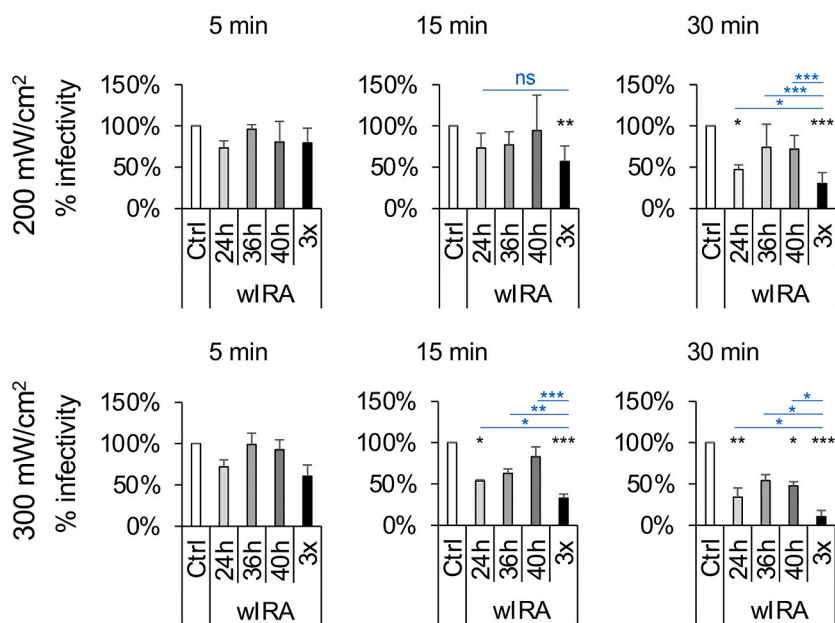 5 min 15 min 30 min
200 mW/cm²
% infectivity
150% 150% 150%
100% 100% 100%
50% 50% 50%
0% 0% 0%
ns
**
***
***
*
* ***
Ctrl 24h 36h 40h 3x Ctrl 24h 36h 40h 3x Ctrl 24h 36h 40h 3x
wIRA wIRA wIRA
5 min 15 min 30 min
300 mW/cm²
% infectivity
150% 150% 150%
100% 100% 100%
50% 50% 50%
0% 0% 0%
***
**
*
* ***
*
*
*
** * ***
Ctrl 24h 36h 40h 3x Ctrl 24h 36h 40h 3x Ctrl 24h 36h 40h 3x
wIRA wIRA wIRA